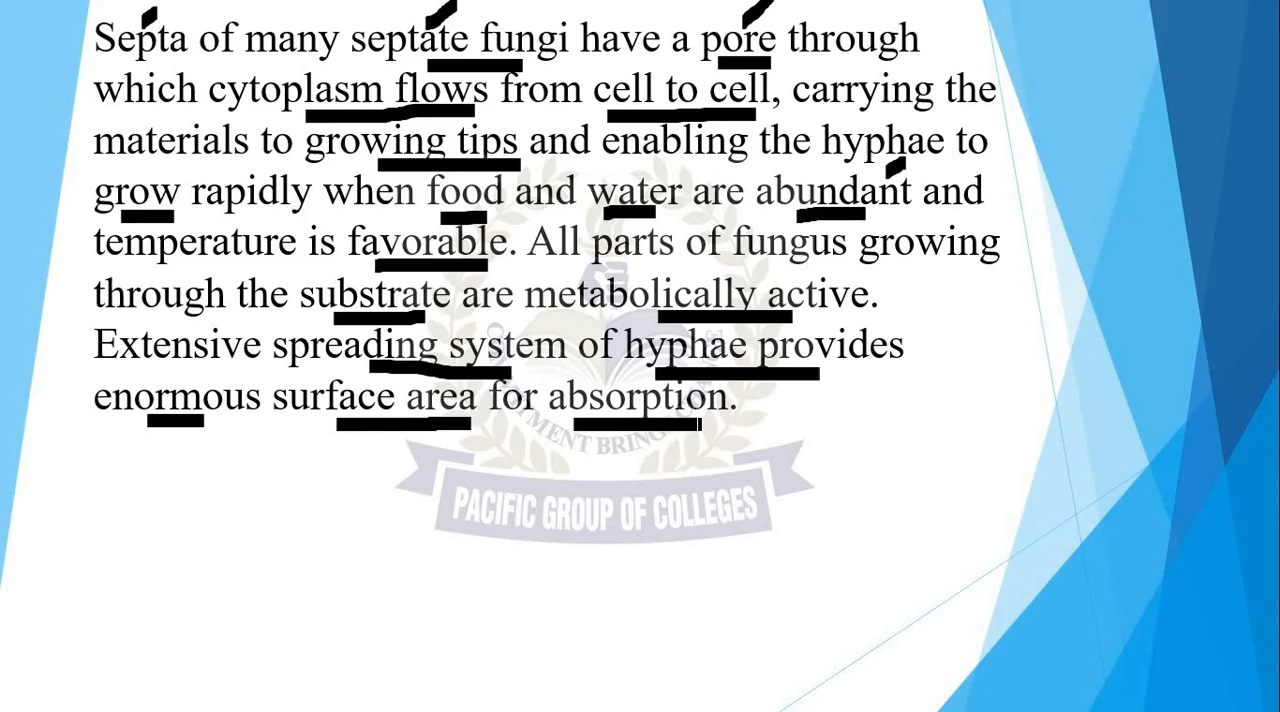 Septa of many septate fungi have a pore through
which cytoplasm flows from cell to cell, carrying the
materials to growing tips and enabling the hyphae to
grow rapidly when food and water are abundant and
temperature is favorable. All parts of fungus growing
through the substrate are metabolically active.
Extensive spreading system of hyphae provides
enormous surface area for absorption.
PACIFIC GROUP OF COLLEGES